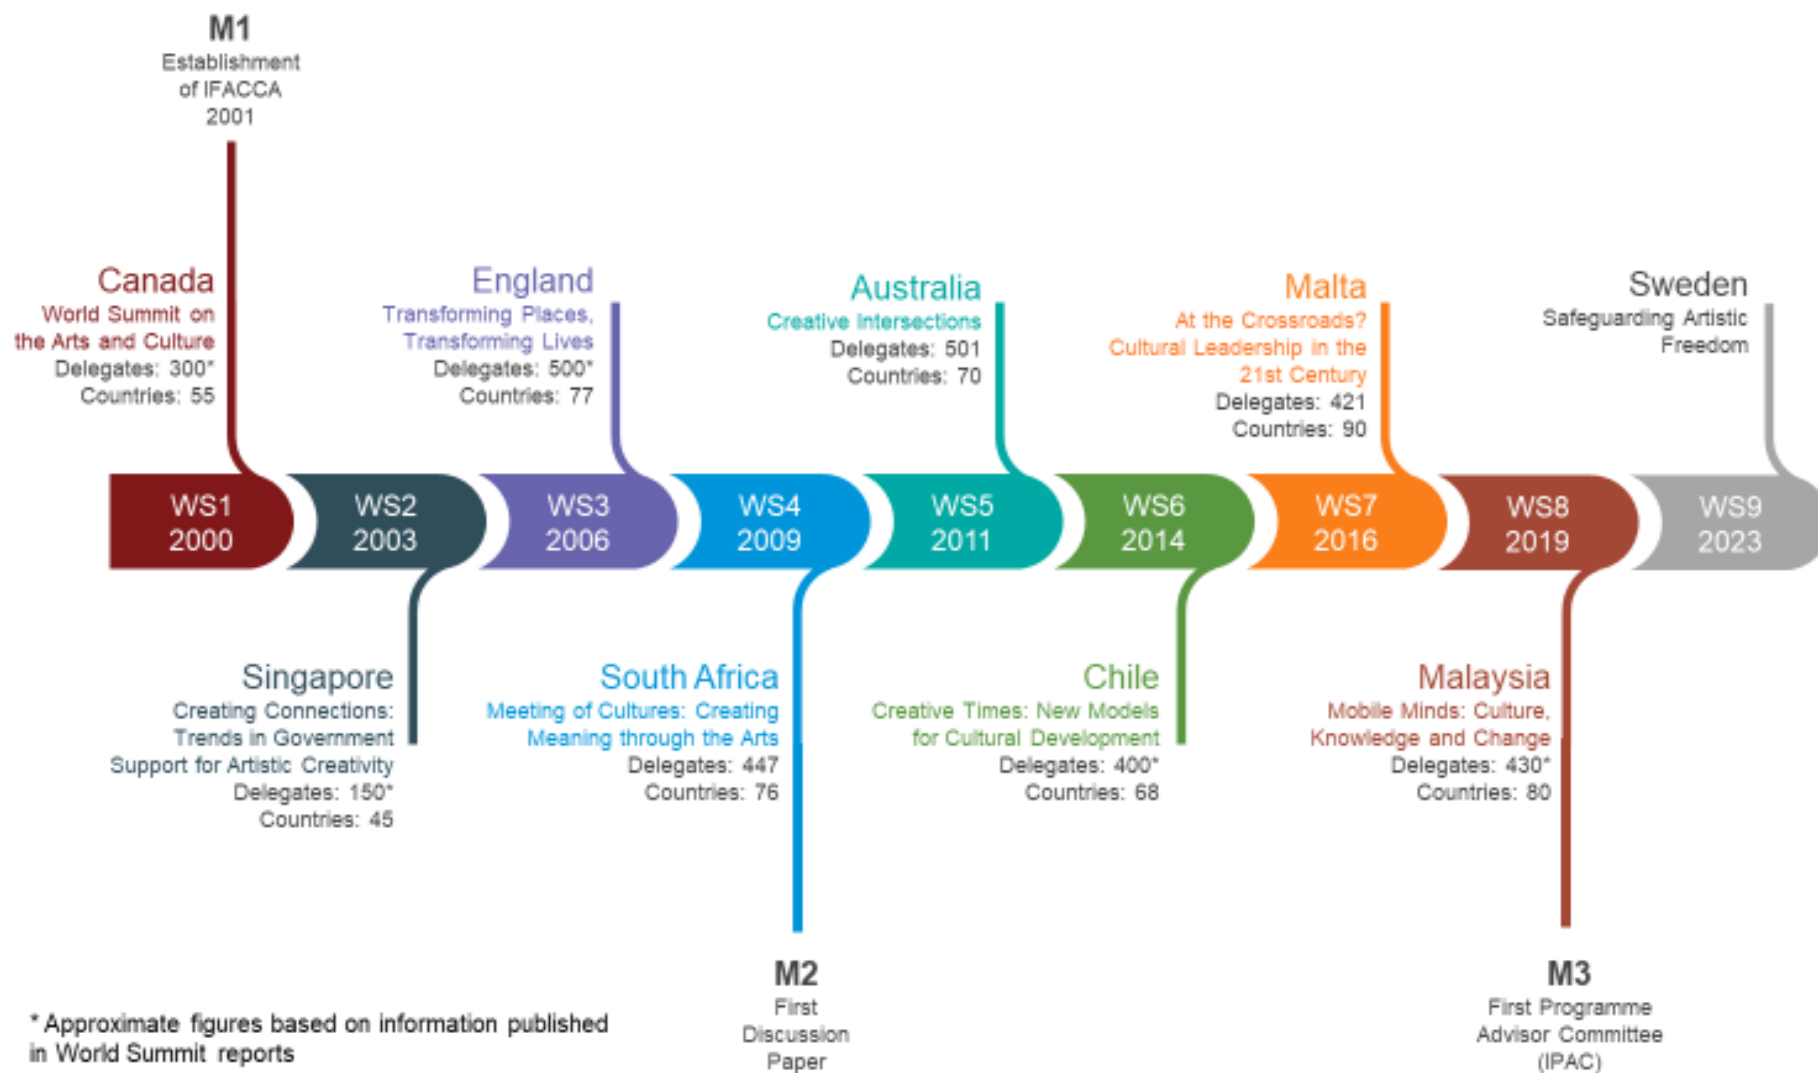 M1
Establishment
of IFACCA
2001
Canada
World Summit on
the Arts and Culture
Delegates: 300*
Countries: 55
England
Transforming Places,
Transforming Lives
Delegates: 500*
Countries: 77
Australia
Creative Intersections
Delegates: 501
Countries: 70
Malta
At the Crossroads?
Cultural Leadership in the
21st Century
Delegates: 421
Countries: 90
Sweden
Safeguarding Artistic
Freedom
WS1
2000
WS2
2003
WS3
2006
WS4
2009
WS5
2011
WS6
2014
WS7
2016
WS8
2019
WS9
2023
Singapore
Creating Connections:
Trends in Government
Support for Artistic Creativity
Delegates: 150*
Countries: 45
South Africa
Meeting of Cultures: Creating
Meaning through the Arts
Delegates: 447
Countries: 76
Chile
Creative Times: New Models
for Cultural Development
Delegates: 400*
Countries: 68
Malaysia
Mobile Minds: Culture,
Knowledge and Change
Delegates: 430*
Countries: 80
M2
First
Discussion
Paper
M3
First Programme
Advisor Committee
(IPAC)
* Approximate figures based on information published
in World Summit reports